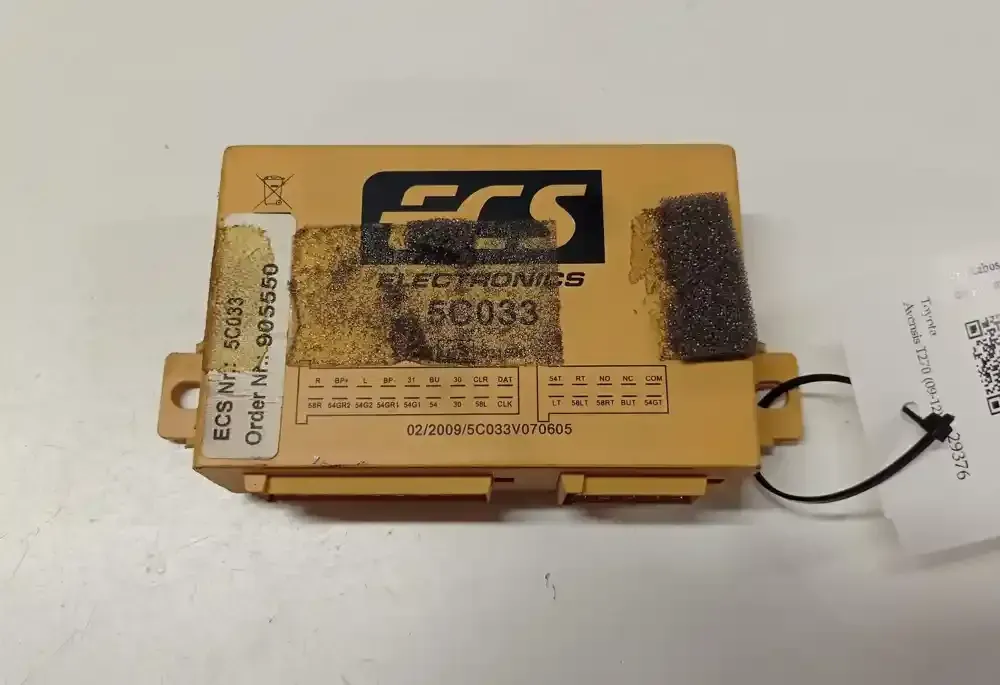 ECS
ELECTRONICS
5C033
ECS Nr.: 5C033
Order Nr.: 905550
R BP+ L BP- 31 BU 30 CLR DAT
58R 54GR2 54G2 54GR1 54G1 54 30 58L CLK
54T RT NO NC COM
LT 58LT 58RT BUT 54GT
02/2009/5C033V070605
Toyota
Avensis T270 (09-12)
29376